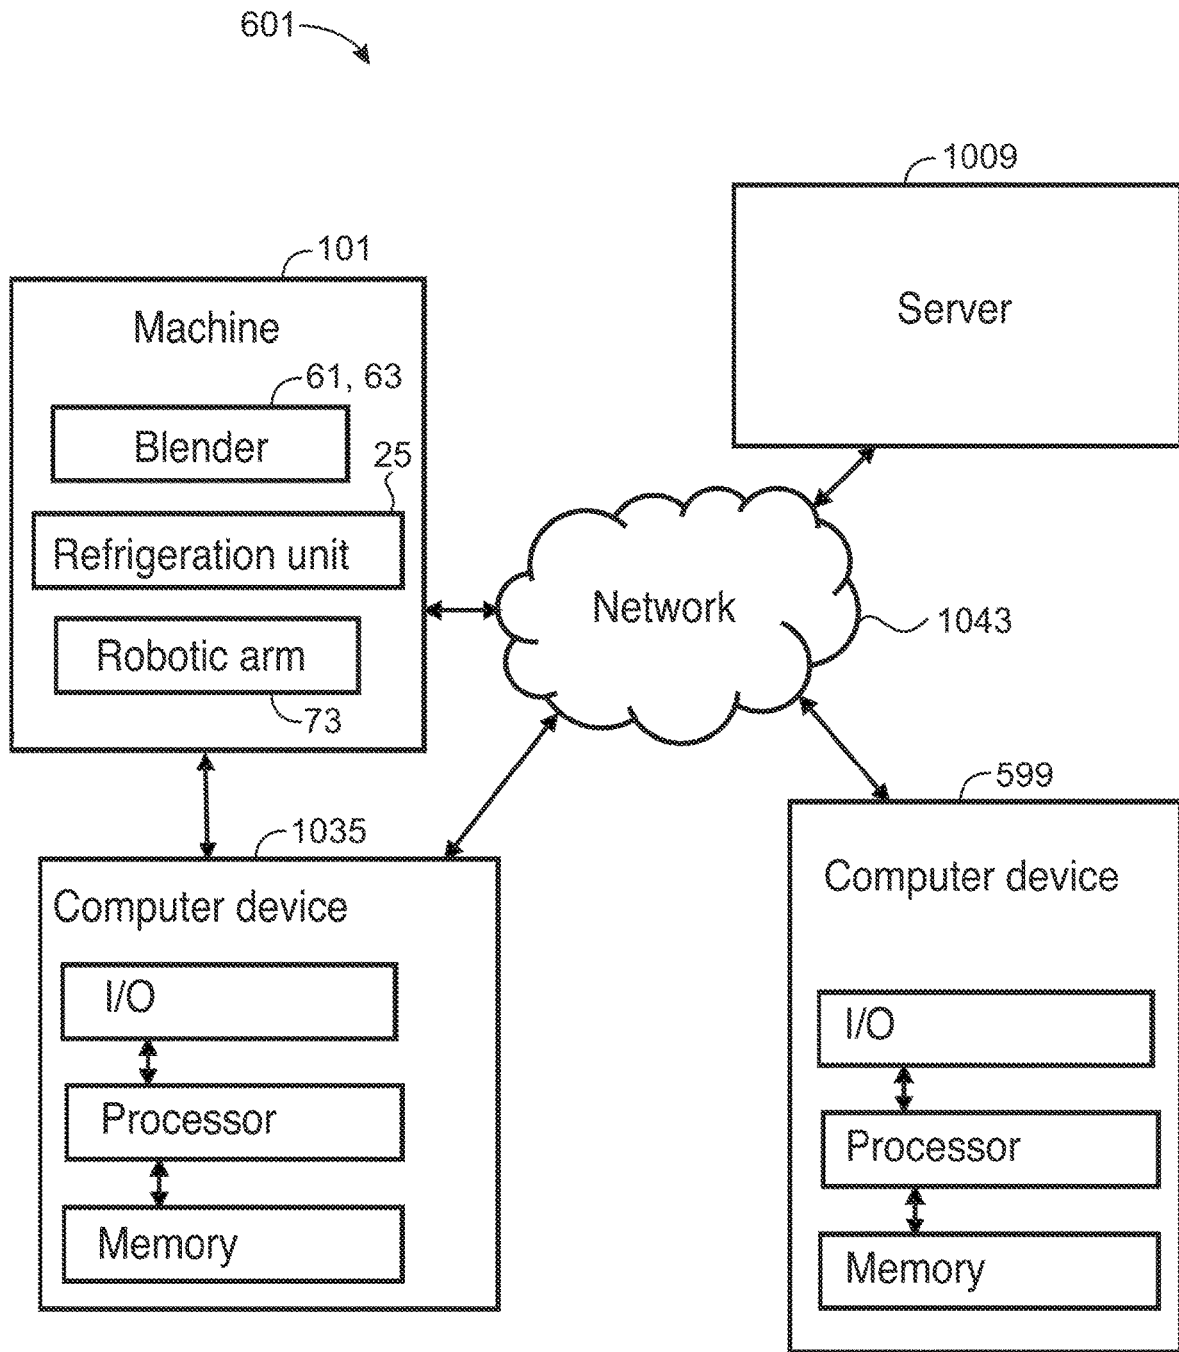 601
1009
Server
101
Machine
61, 63
Blender
25
Refrigeration unit
Robotic arm
73
Network
1043
1035
Computer device
I/O
Processor
Memory
599
Computer device
I/O
Processor
Memory